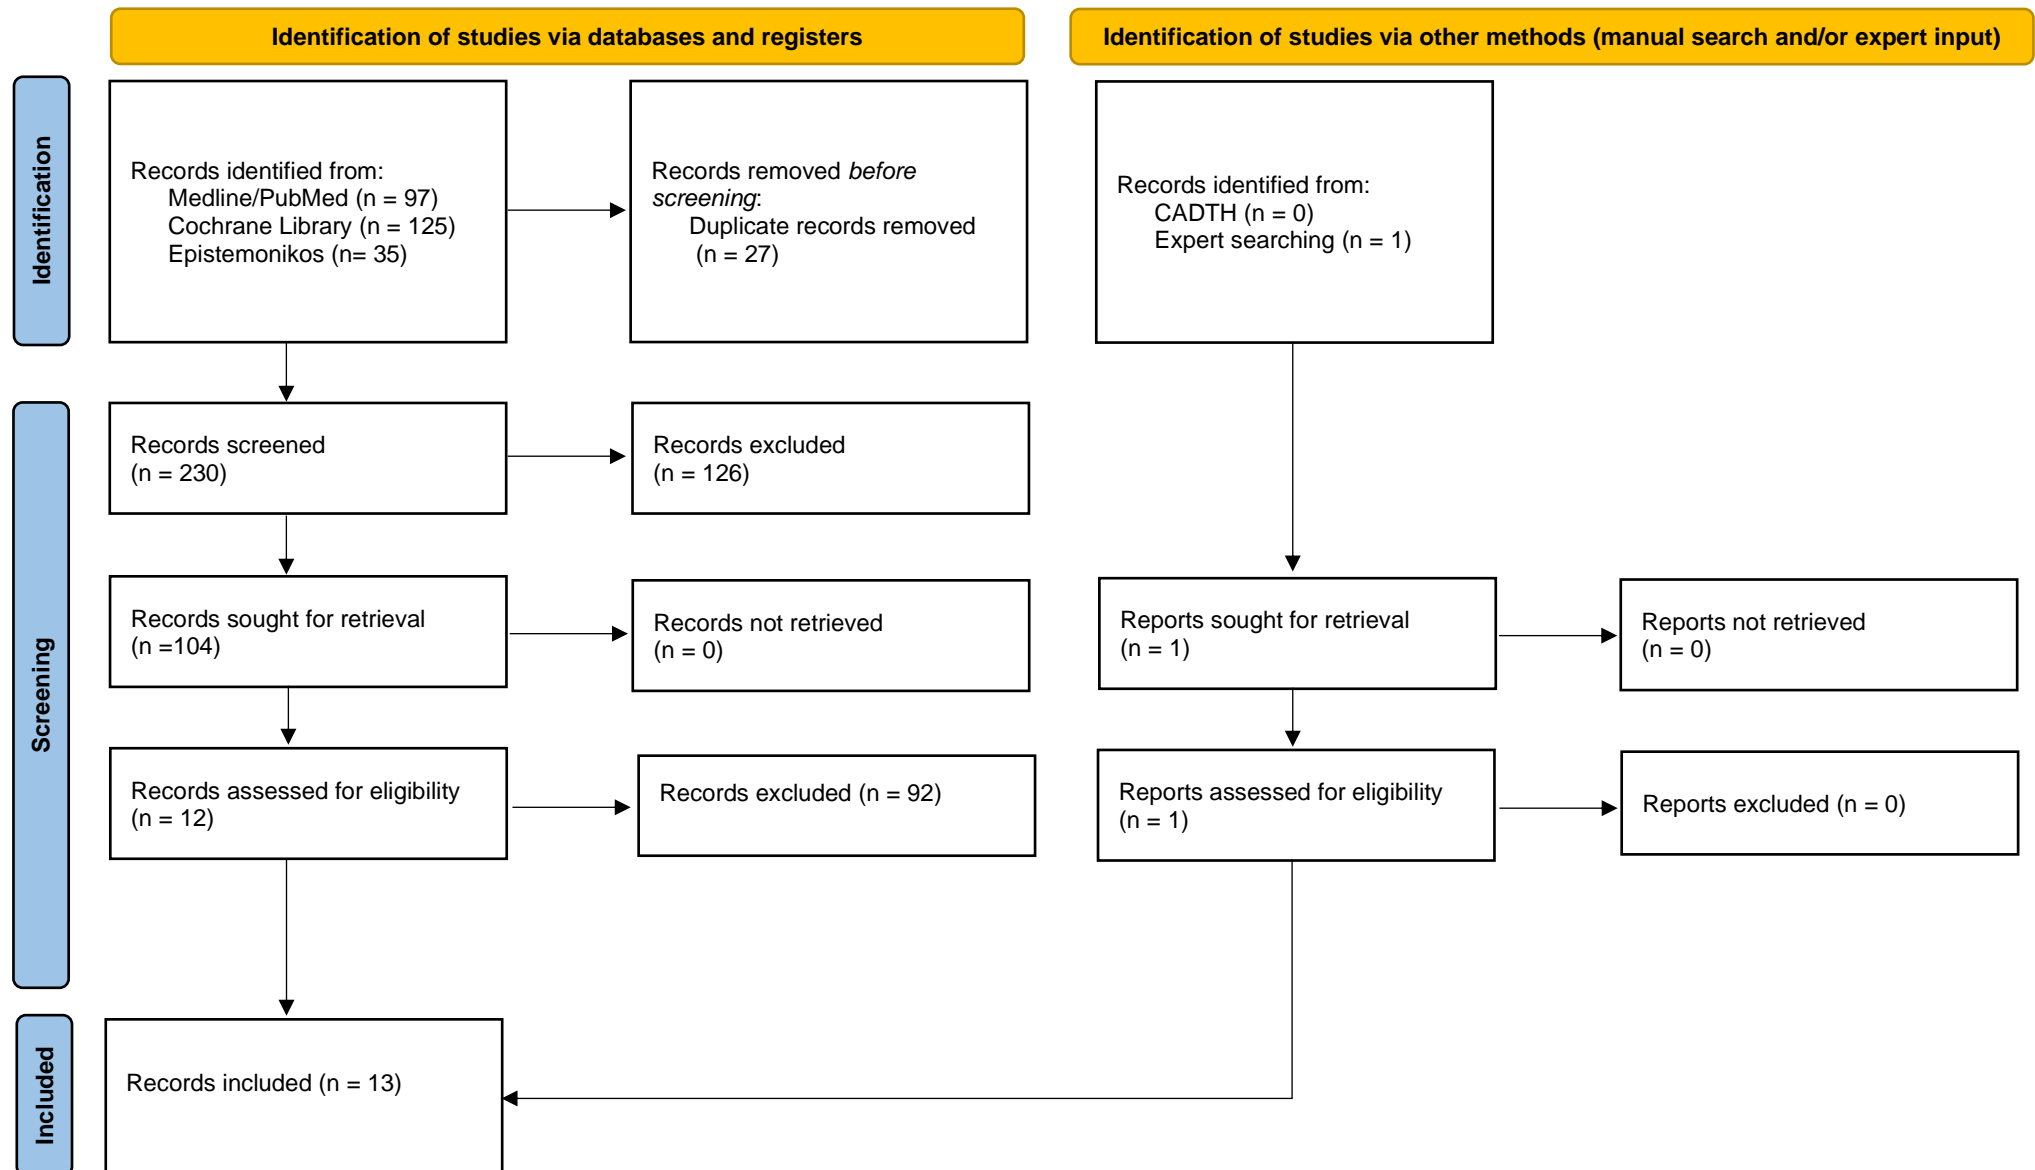 Identification of studies via databases and registers
Identification of studies via other methods (manual search and/or expert input)
Identification
Records identified from:
Medline/PubMed (n = 97)
Cochrane Library (n = 125)
Epistemonikos (n= 35)
Records removed before
screening:
Duplicate records removed
(n = 27)
Records identified from:
CADTH (n = 0)
Expert searching (n = 1)
Screening
Records screened
(n = 230)
Records excluded
(n = 126)
Records sought for retrieval
(n =104)
Records not retrieved
(n = 0)
Reports sought for retrieval
(n = 1)
Reports not retrieved
(n = 0)
Records assessed for eligibility
(n = 12)
Records excluded (n = 92)
Reports assessed for eligibility
(n = 1)
Reports excluded (n = 0)
Included
Records included (n = 13)